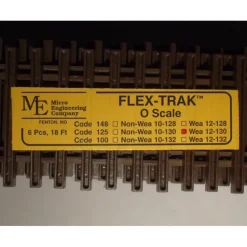 ME
Micro
Engineering
Company
FENTON, MO
6 Pcs, 18 Ft
FLEX-TRAK™
O Scale
Code 148 Non-Wea 10-128 Wea 12-128
Code 125 Non-Wea 10-130 Wea 12-130
Code 100 Non-Wea 10-132 Wea 12-132